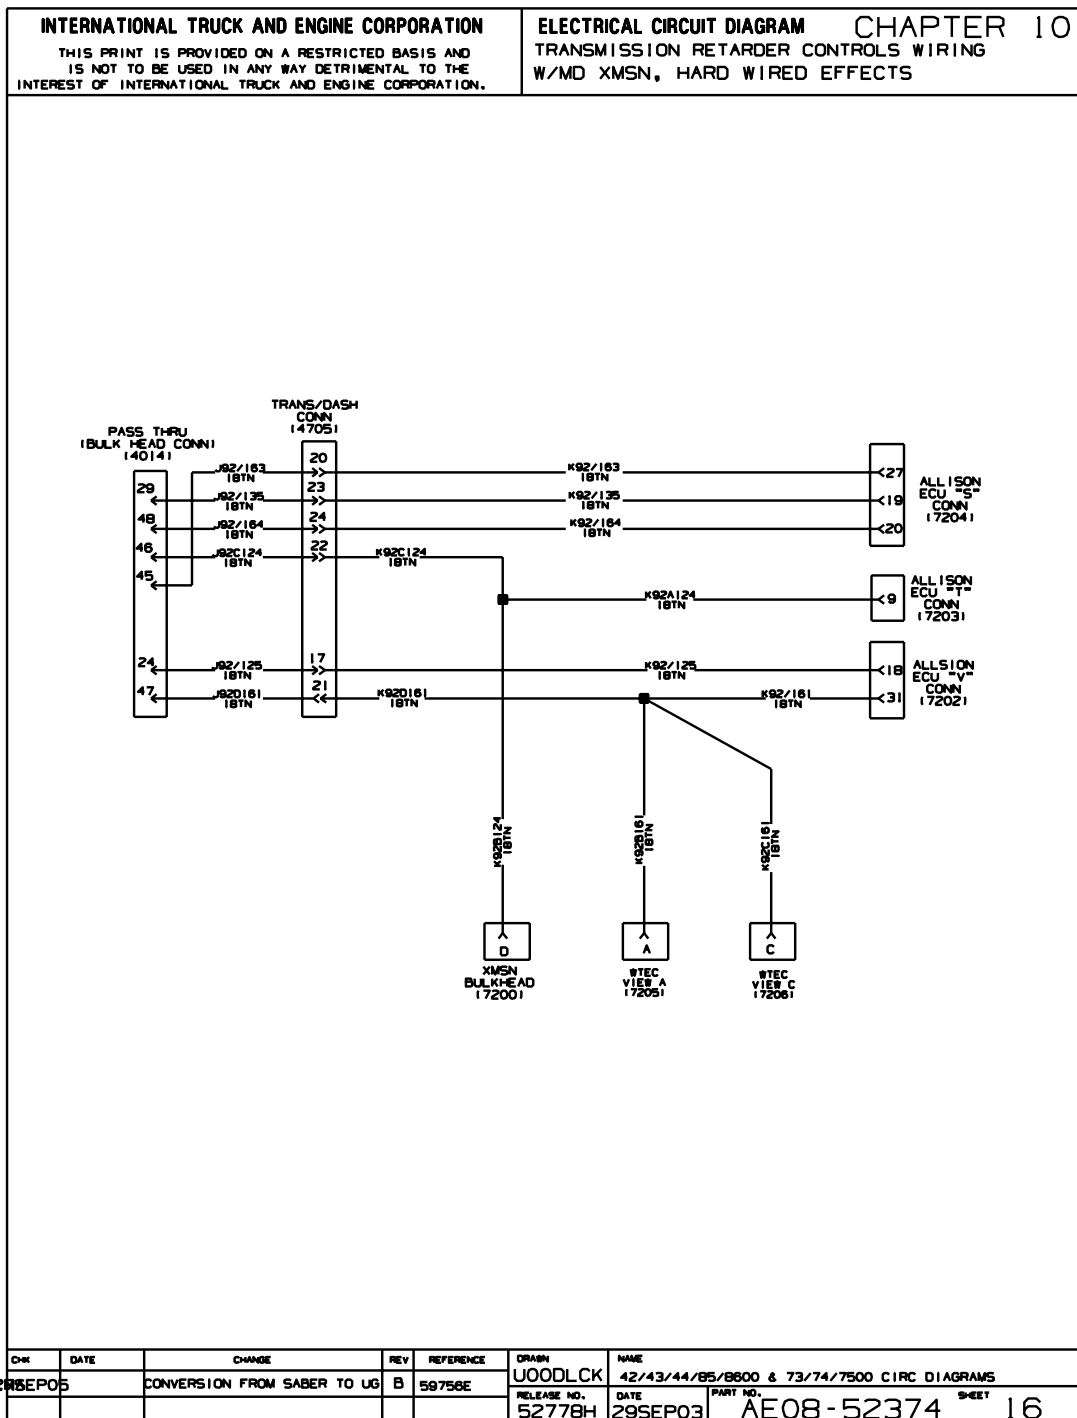 INTERNATIONAL TRUCK AND ENGINE CORPORATION
THIS PRINT IS PROVIDED ON A RESTRICTED BASIS AND
IS NOT TO BE USED IN ANY WAY DETRIMENTAL TO THE
INTEREST OF INTERNATIONAL TRUCK AND ENGINE CORPORATION.
ELECTRICAL CIRCUIT DIAGRAM CHAPTER 10
TRANSMISSION RETARDER CONTROLS WIRING
W/MD XMSN, HARD WIRED EFFECTS
TRANS/DASH
CONN
(4705)
PASS THRU
(BULK HEAD CONN)
(4014)
J92/163
18TN
20
K92/163
18TN
27
29
J92/135
18TN
23
K92/135
18TN
19
48
J92/164
18TN
24
K92/164
18TN
20
ALLISON
ECU "S"
CONN
(7204)
46
J92C124
18TN
22
K92C124
18TN
45
K92A124
18TN
9
ALLISON
ECU "T"
CONN
(7203)
24
J92/125
18TN
17
K92/125
18TN
18
47
J92D161
18TN
21
K92D161
18TN
K92/161
18TN
31
ALLSION
ECU "V"
CONN
(7202)
K92B124
18TN
K92B161
18TN
K92C161
18TN
D
XMSN
BULKHEAD
(7200)
A
WTEC
VIEW A
(7205)
C
WTEC
VIEW C
(7206)
CHK DATE CHANGE REV REFERENCE
CONVERSION FROM SABER TO UG B 59756E
DRAWN
UOODLCK
NAME
42/43/44/85/8600 & 73/74/7500 CIRC DIAGRAMS
RELEASE NO.
52778H
DATE
29SEP03
PART NO.
AE08-52374
SHEET
16